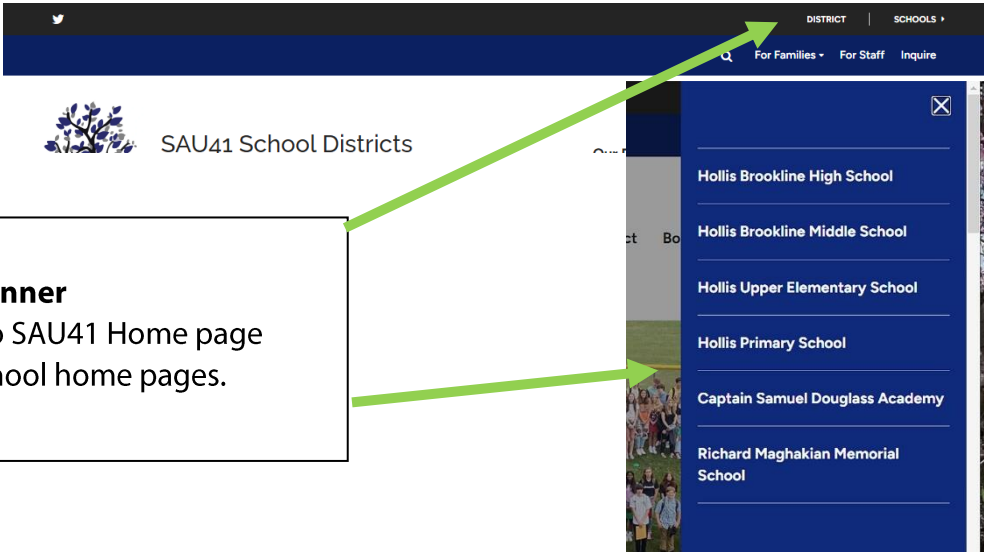 DISTRICT | SCHOOLS
For Families For Staff Inquire
SAU41 School Districts
Hollis Brookline High School
Hollis Brookline Middle School
Bo
Hollis Upper Elementary School
nner
SAU41 Home page
Hollis Primary School
hool home pages.
Captain Samuel Douglass Academy
Richard Maghakian Memorial
School